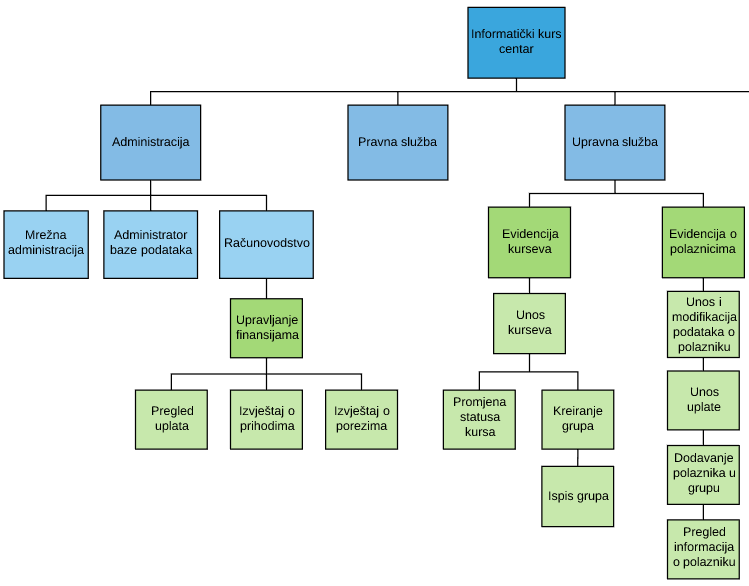 Informatički kurs
centar
Administracija
Pravna služba
Upravna služba
Mrežna
administracija
Administrator
baze podataka
Računovodstvo
Evidencija
kurseva
Evidencija o
polaznicima
Upravljanje
finansijama
Unos
kurseva
Unos i
modifikacija
podataka o
polazniku
Pregled
uplata
Izvještaj o
prihodima
Izvještaj o
porezima
Promjena
statusa
kursa
Kreiranje
grupa
Unos
uplate
Ispis grupa
Dodavanje
polaznika u
grupu
Pregled
informacija
o polazniku